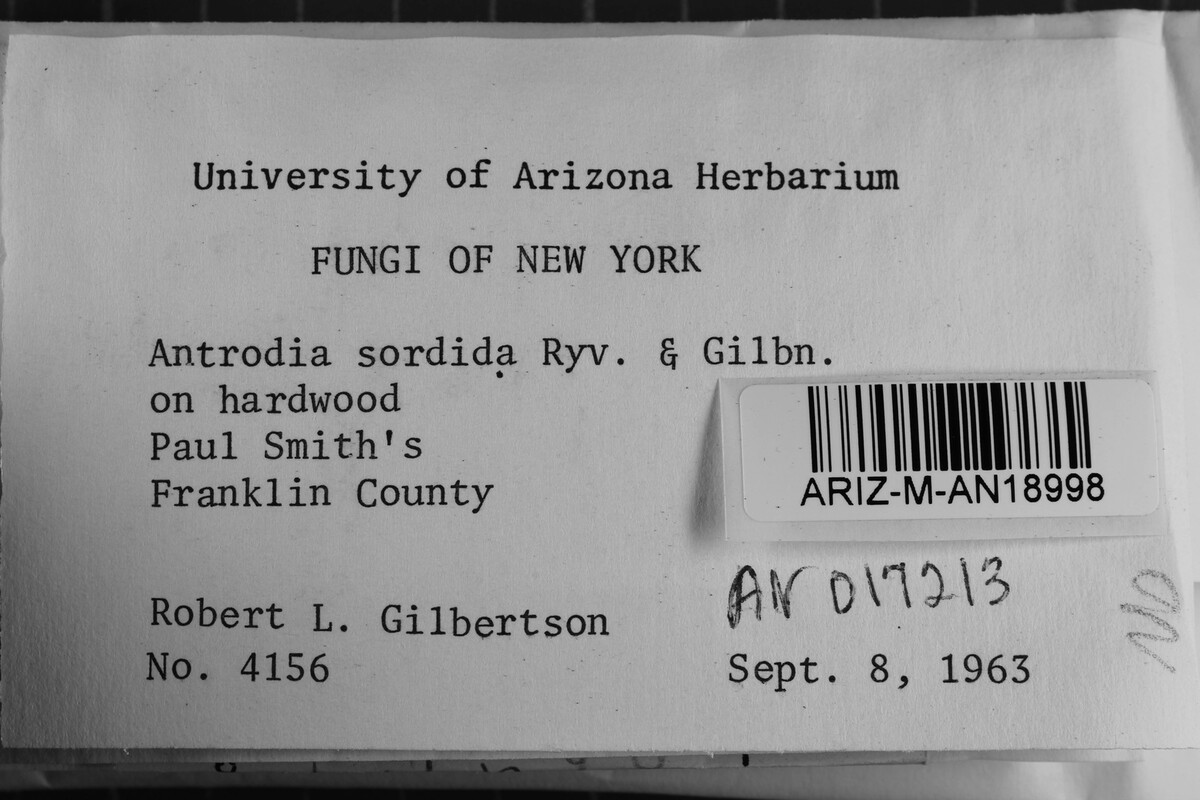 University of Arizona Herbarium
FUNGI OF NEW YORK
Antrodia sordida Ryv. & Gilbn.
on hardwood
Paul Smith's
Franklin County
ARIZ-M-AN18998
AN 017213
Robert L. Gilbertson
No. 4156
Sept. 8, 1963
ND